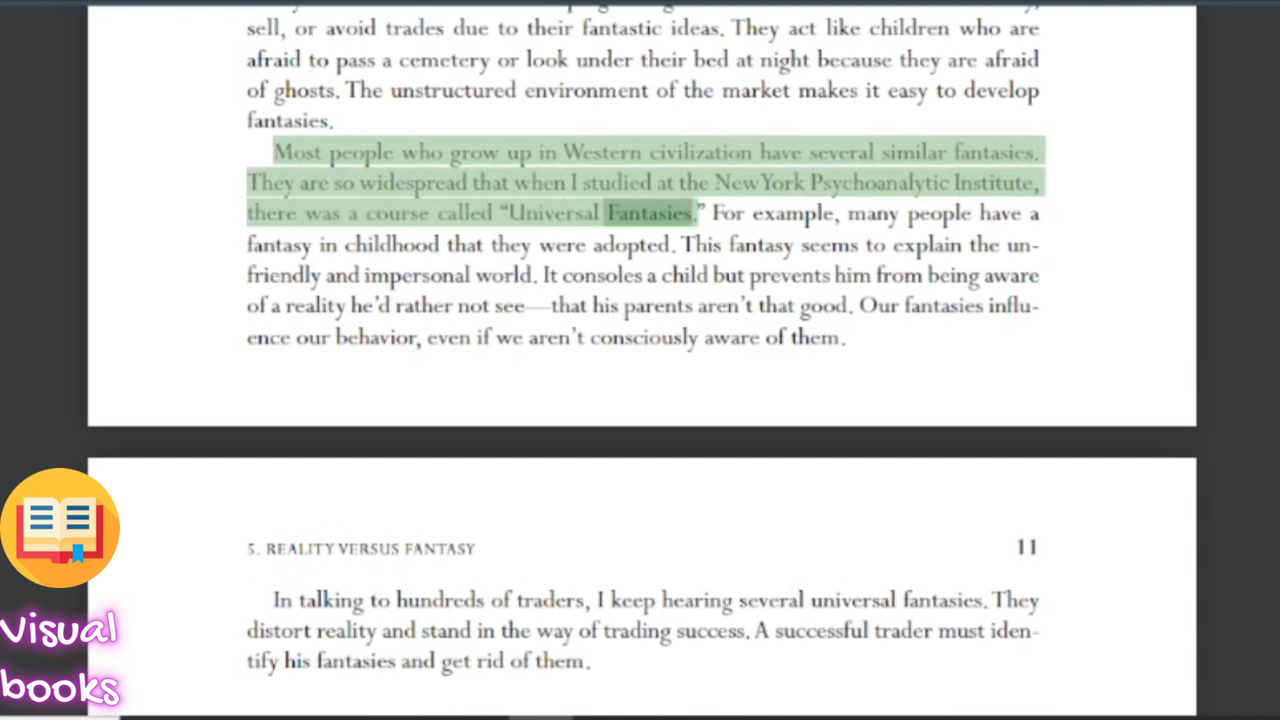 sell, or avoid trades due to their fantastic ideas. They act like children who are
afraid to pass a cemetery or look under their bed at night because they are afraid
of ghosts. The unstructured environment of the market makes it easy to develop
fantasies.
Most people who grow up in Western civilization have several similar fantasies.
They are so widespread that when I studied at the New York Psychoanalytic Institute,
there was a course called “Universal Fantasies.” For example, many people have a
fantasy in childhood that they were adopted. This fantasy seems to explain the un-
friendly and impersonal world. It consoles a child but prevents him from being aware
of a reality he’d rather not see—that his parents aren’t that good. Our fantasies influ-
ence our behavior, even if we aren’t consciously aware of them.
5. REALITY VERSUS FANTASY 11
In talking to hundreds of traders, I keep hearing several universal fantasies. They
distort reality and stand in the way of trading success. A successful trader must iden-
tify his fantasies and get rid of them.
Visual
books